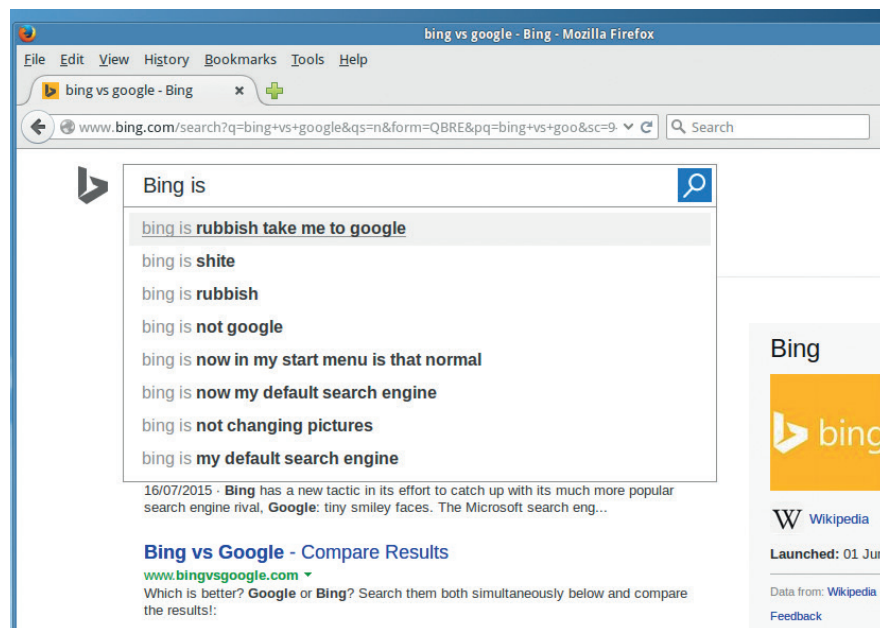 bing vs google - Bing - Mozilla Firefox
File Edit View History Bookmarks Tools Help
bing vs google - Bing
www.bing.com/search?q=bing+vs+google&qs=n&form=QBRE&pq=bing+vs+goo&sc=9-
Search
Bing is
bing is rubbish take me to google
bing is shite
bing is rubbish
bing is not google
bing is now in my start menu is that normal
bing is now my default search engine
bing is not changing pictures
bing is my default search engine
16/07/2015 · Bing has a new tactic in its effort to catch up with its much more popular
search engine rival, Google: tiny smiley faces. The Microsoft search eng...
Bing vs Google - Compare Results
www.bingvsgoogle.com
Which is better? Google or Bing? Search them both simultaneously below and compare
the results!:
Bing
bing
W Wikipedia
Launched: 01 Jun
Data from: Wikipedia
Feedback